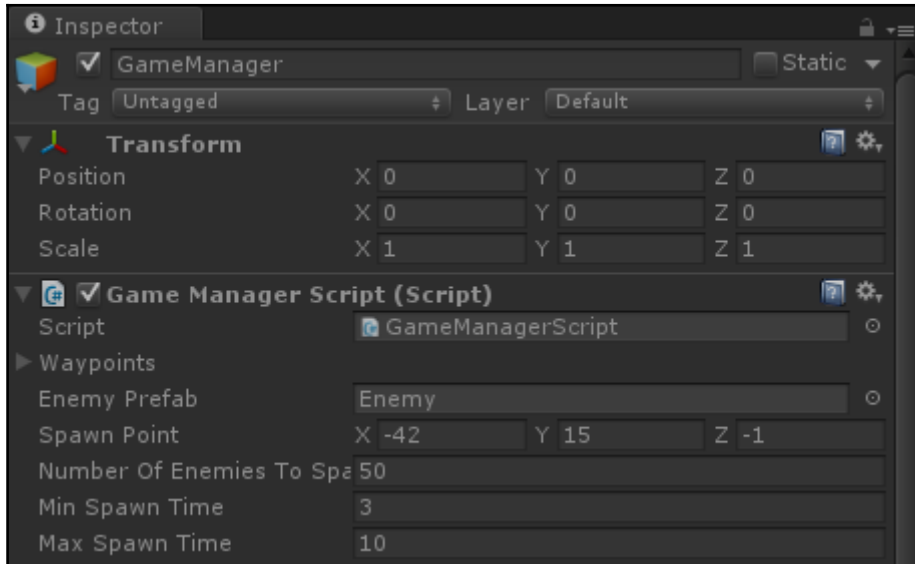 Inspector
GameManager Static
Tag Untagged Layer Default
Transform
Position X 0 Y 0 Z 0
Rotation X 0 Y 0 Z 0
Scale X 1 Y 1 Z 1
Game Manager Script (Script)
Script GameManagerScript
Waypoints
Enemy Prefab Enemy
Spawn Point X -42 Y 15 Z -1
Number Of Enemies To Spa 50
Min Spawn Time 3
Max Spawn Time 10